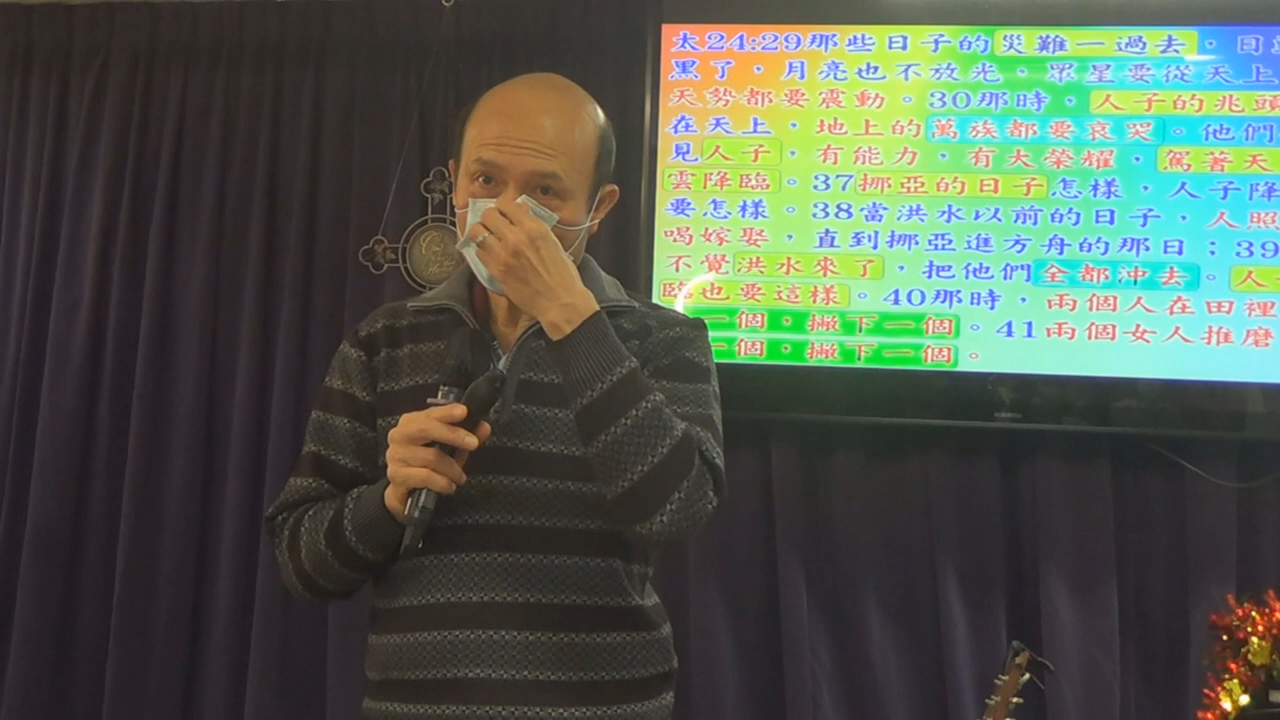 太24:29那些日子的災難一過去，日
黑了，月亮也不放光，眾星要從天上
天勢都要震動。30那時，人子的兆頭
在天上，地上的萬族都要哀哭。他們
見人子，有能力，有大榮耀，駕著天
雲降臨。37挪亞的日子怎樣，人子降
要怎樣。38當洪水以前的日子，人照
喝嫁娶，直到挪亞進方舟的那日；39
不覺洪水來了，把他們全都沖去。人
臨也要這樣。40那時，兩個人在田裡
一個，撇下一個。41兩個女人推磨
一個，撇下一個。